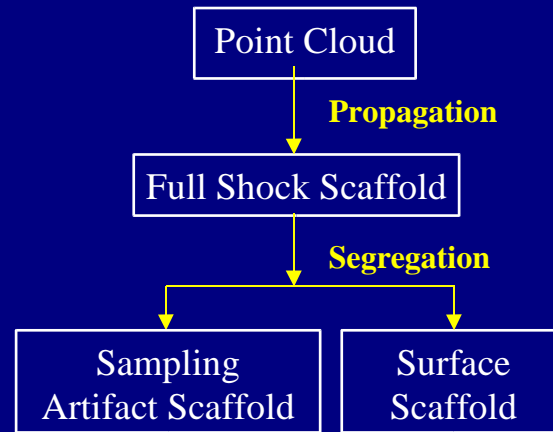 Point Cloud
Propagation
Full Shock Scaffold
Segregation
Sampling
Artifact Scaffold
Surface
Scaffold